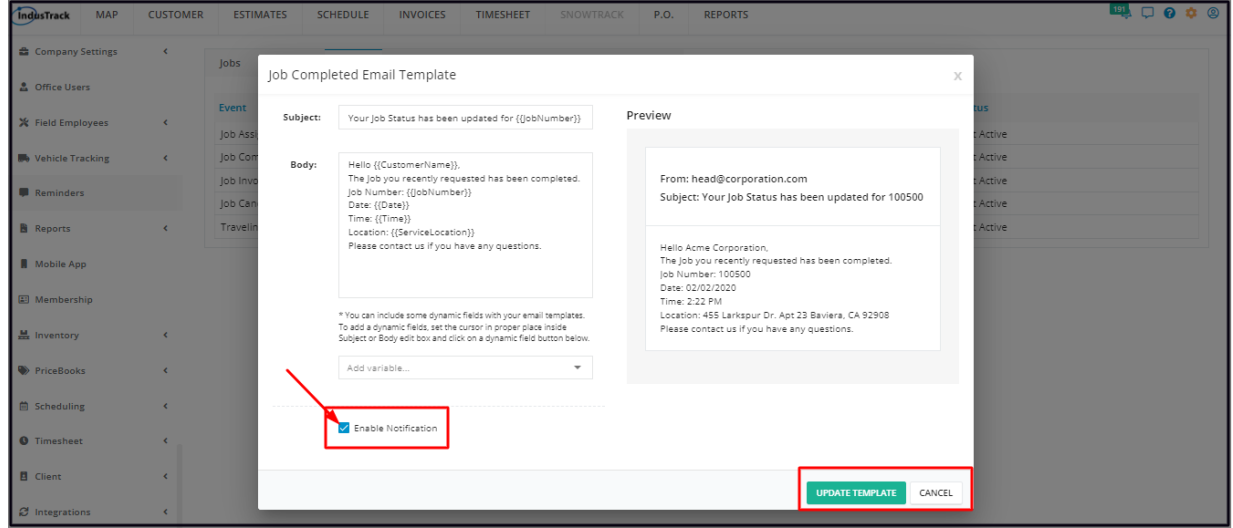 IndusTrack MAP CUSTOMER ESTIMATES SCHEDULE INVOICES TIMESHEET SNOWTRACK P.O. REPORTS 191
Company Settings
Office Users
Field Employees
Vehicle Tracking
Reminders
Reports
Mobile App
Membership
Inventory
PriceBooks
Scheduling
Timesheet
Client
Integrations
Jobs
Event
Job Assi
Job Com
Job Invo
Job Can
Travelin
tus
t Active
t Active
t Active
t Active
t Active
Job Completed Email Template X
Subject: Your Job Status has been updated for {{JobNumber}}
Body: Hello {{CustomerName}},
The Job you recently requested has been completed.
Job Number: {{JobNumber}}
Date: {{Date}}
Time: {{Time}}
Location: {{ServiceLocation}}
Please contact us if you have any questions.
* You can include some dynamic fields with your email templates.
To add a dynamic fields, set the cursor in proper place inside
Subject or Body edit box and click on a dynamic field button below.
Add variable...
Enable Notification
Preview
From: head@corporation.com
Subject: Your Job Status has been updated for 100500
Hello Acme Corporation,
The Job you recently requested has been completed.
Job Number: 100500
Date: 02/02/2020
Time: 2:22 PM
Location: 455 Larkspur Dr. Apt 23 Baviera, CA 92908
Please contact us if you have any questions.
UPDATE TEMPLATE CANCEL